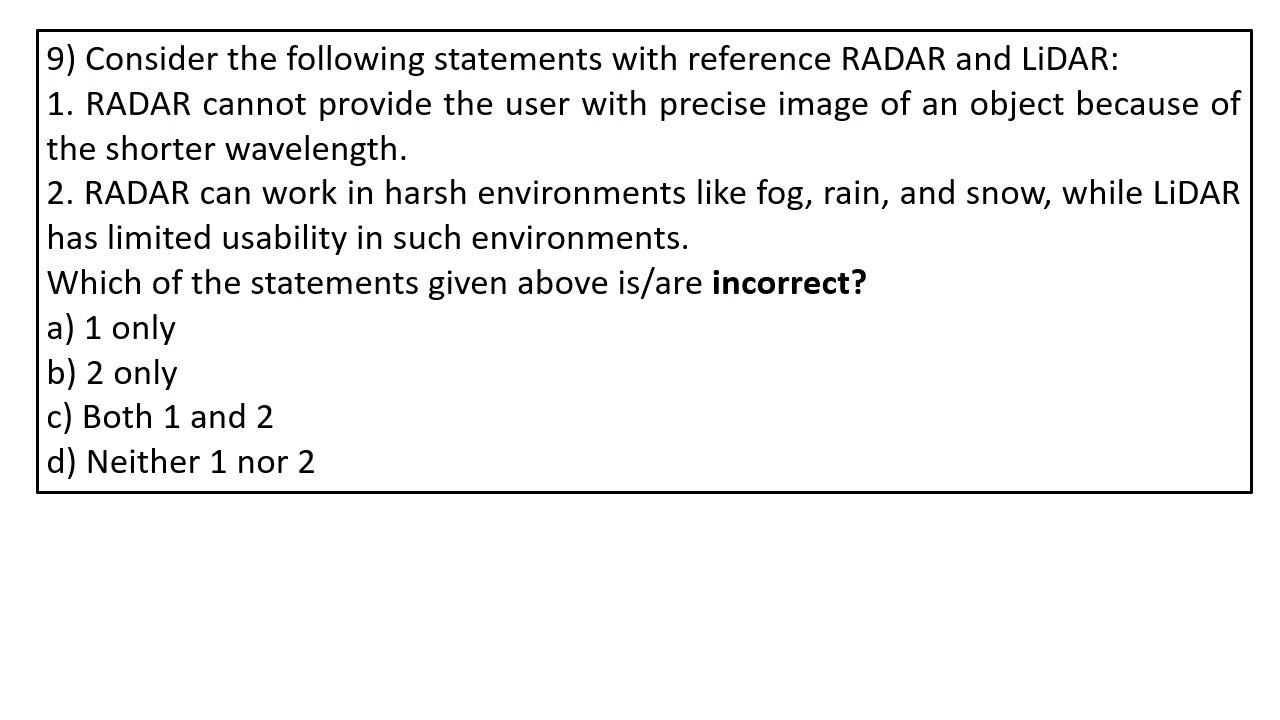 9) Consider the following statements with reference RADAR and LiDAR:
1. RADAR cannot provide the user with precise image of an object because of
the shorter wavelength.
2. RADAR can work in harsh environments like fog, rain, and snow, while LiDAR
has limited usability in such environments.
Which of the statements given above is/are incorrect?
a) 1 only
b) 2 only
c) Both 1 and 2
d) Neither 1 nor 2